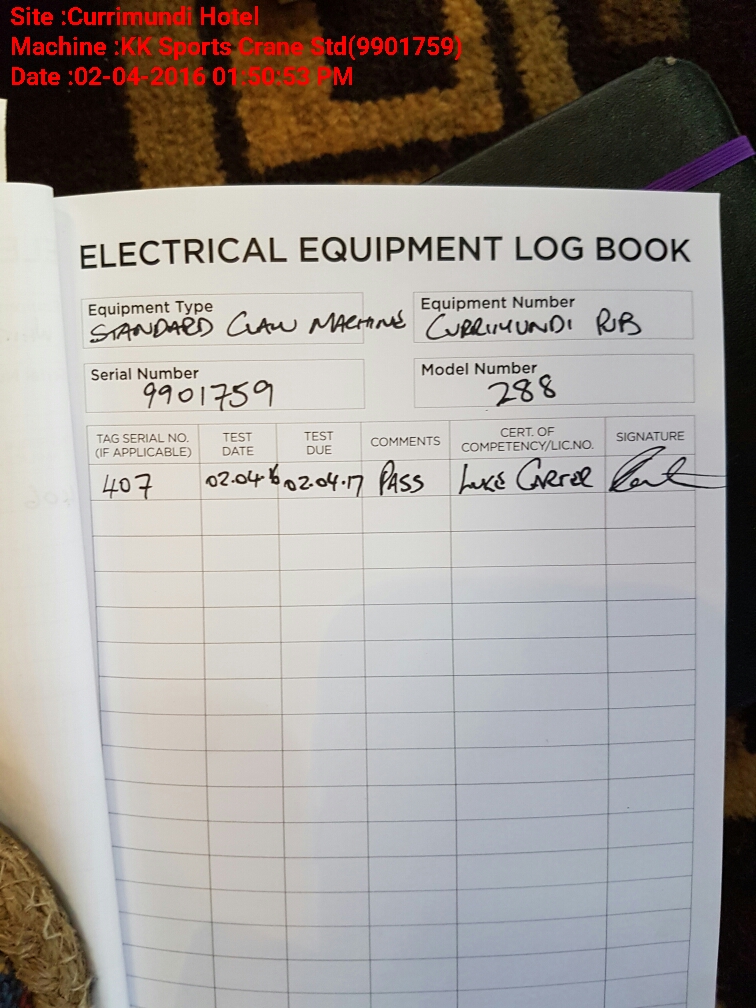 Site :Currimundi Hotel
Machine :KK Sports Crane Std(9901759)
Date :02-04-2016 01:50:53 PM
ELECTRICAL EQUIPMENT LOG BOOK
Equipment Type
STANDARD CLAW MACHINE
Equipment Number
CURRIMUNDI RUB
Serial Number
9901759
Model Number
288
TAG SERIAL NO. (IF APPLICABLE) TEST DATE TEST DUE COMMENTS CERT. OF COMPETENCY/LIC.NO. SIGNATURE
407 02.04.16 02.04.17 PASS LUKE CARTER